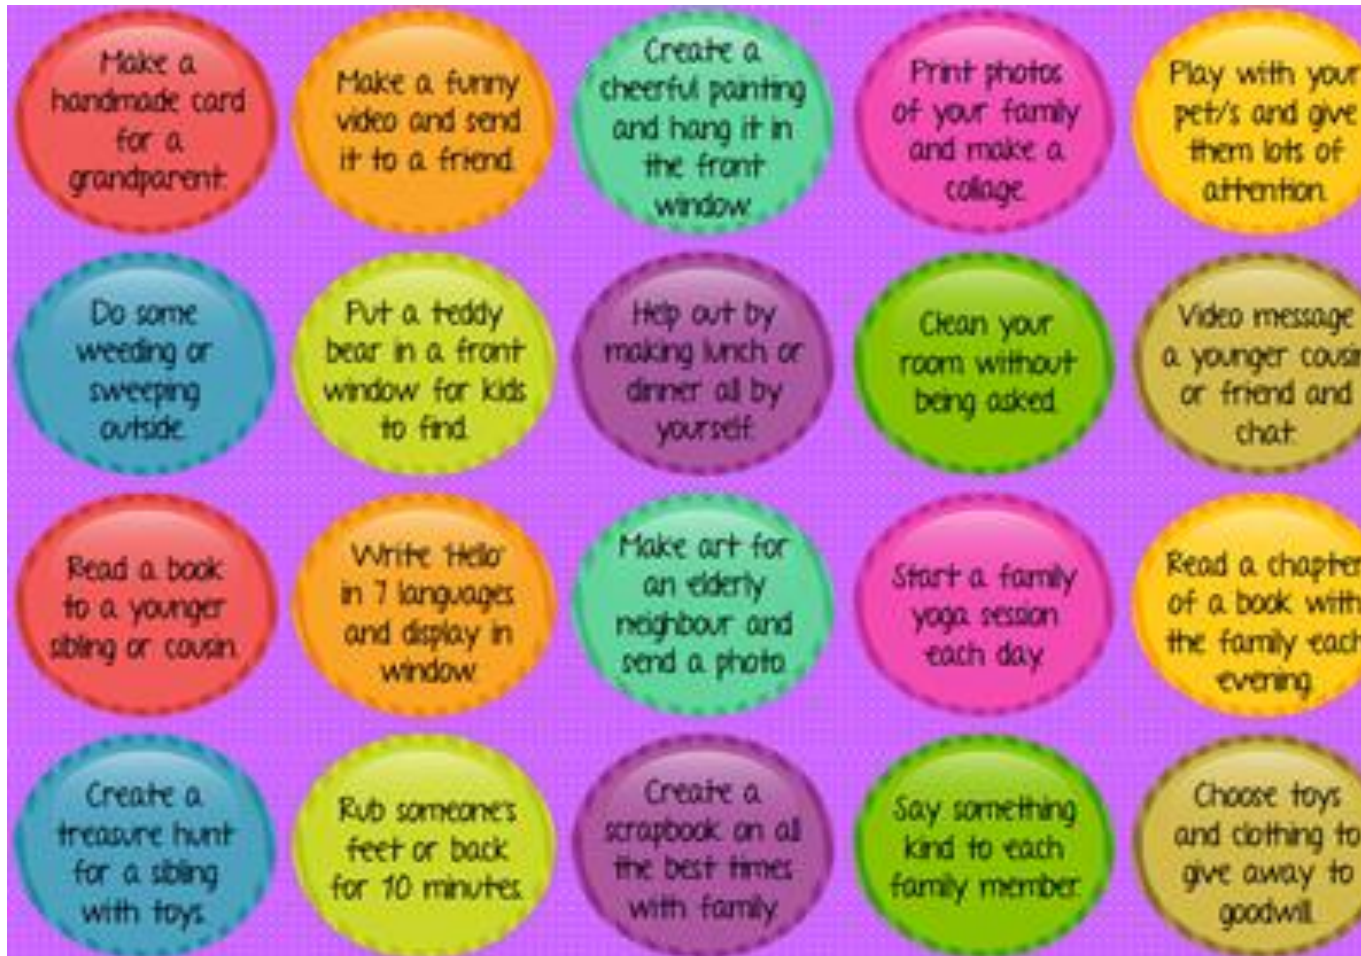 Make a
handmade card
for a
grandparent.
Make a funny
video and send
it to a friend.
Create a
cheerful painting
and hang it in
the front
window.
Print photos
of your family
and make a
collage.
Play with your
pet/s and give
them lots of
attention.
Do some
weeding or
sweeping
outside.
Put a teddy
bear in a front
window for kids
to find.
Help out by
making lunch or
dinner all by
yourself.
Clean your
room without
being asked.
Video message
a younger cousin
or friend and
chat.
Read a book
to a younger
sibling or cousin.
Write 'Hello'
in 7 languages
and display in
window.
Make art for
an elderly
neighbour and
send a photo.
Start a family
yoga session
each day.
Read a chapter
of a book with
the family each
evening.
Create a
treasure hunt
for a sibling
with toys.
Rub someone's
feet or back
for 10 minutes.
Create a
scrapbook on all
the best times
with family.
Say something
kind to each
family member.
Choose toys
and clothing to
give away to
goodwill.